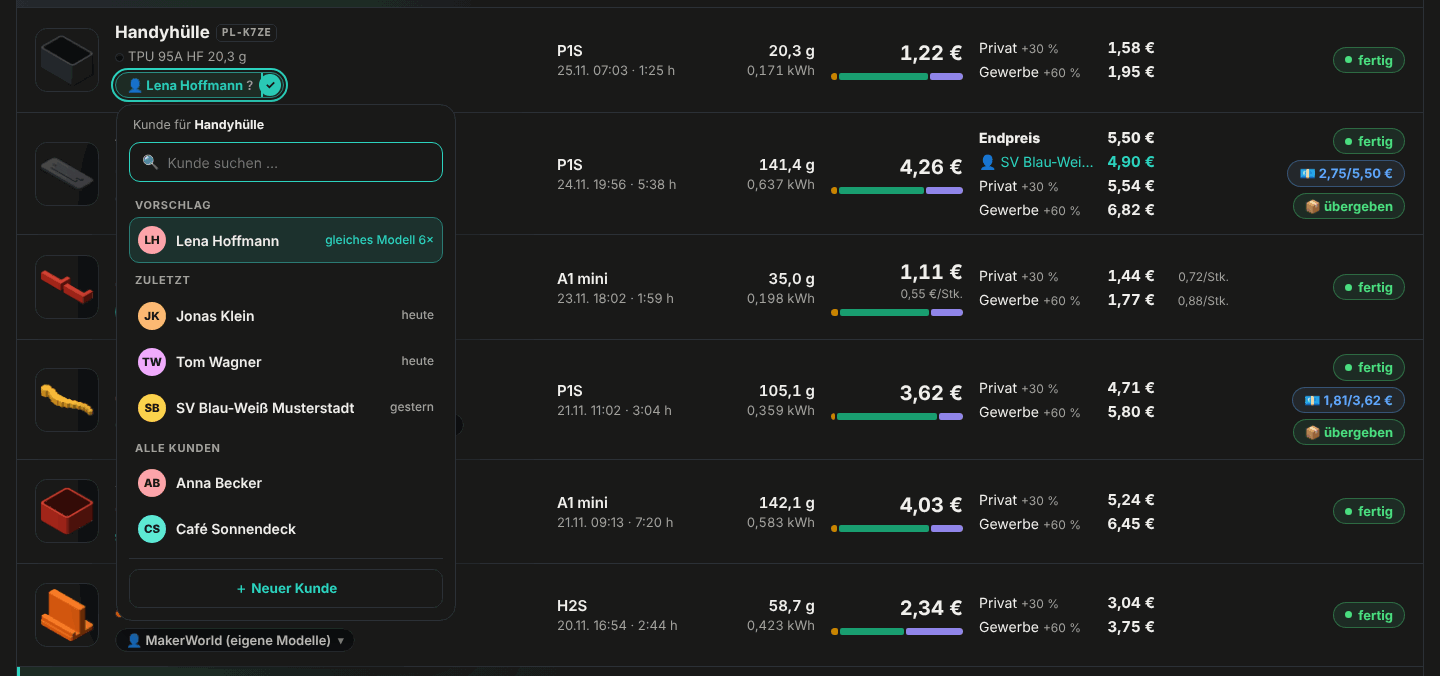 Handyhülle PL-K7ZE
TPU 95A HF 20,3 g
👤 Lena Hoffmann ? ✓
P1S
25.11. 07:03 · 1:25 h
20,3 g
0,171 kWh
1,22 €
Privat +30 % 1,58 €
Gewerbe +60 % 1,95 €
fertig
Kunde für Handyhülle
🔍 Kunde suchen ...
VORSCHLAG
LH Lena Hoffmann gleiches Modell 6×
ZULETZT
JK Jonas Klein heute
TW Tom Wagner heute
SB SV Blau-Weiß Musterstadt gestern
ALLE KUNDEN
AB Anna Becker
CS Café Sonnendeck
+ Neuer Kunde
P1S
24.11. 19:56 · 5:38 h
141,4 g
0,637 kWh
4,26 €
Endpreis 5,50 €
👤 SV Blau-Wei... 4,90 €
Privat +30 % 5,54 €
Gewerbe +60 % 6,82 €
fertig
💶 2,75/5,50 €
📦 übergeben
A1 mini
23.11. 18:02 · 1:59 h
35,0 g
0,198 kWh
1,11 €
0,55 €/Stk.
Privat +30 % 1,44 € 0,72/Stk.
Gewerbe +60 % 1,77 € 0,88/Stk.
fertig
P1S
21.11. 11:02 · 3:04 h
105,1 g
0,359 kWh
3,62 €
Privat +30 % 4,71 €
Gewerbe +60 % 5,80 €
fertig
💶 1,81/3,62 €
📦 übergeben
A1 mini
21.11. 09:13 · 7:20 h
142,1 g
0,583 kWh
4,03 €
Privat +30 % 5,24 €
Gewerbe +60 % 6,45 €
fertig
👤 MakerWorld (eigene Modelle) ▾
H2S
20.11. 16:54 · 2:44 h
58,7 g
0,423 kWh
2,34 €
Privat +30 % 3,04 €
Gewerbe +60 % 3,75 €
fertig